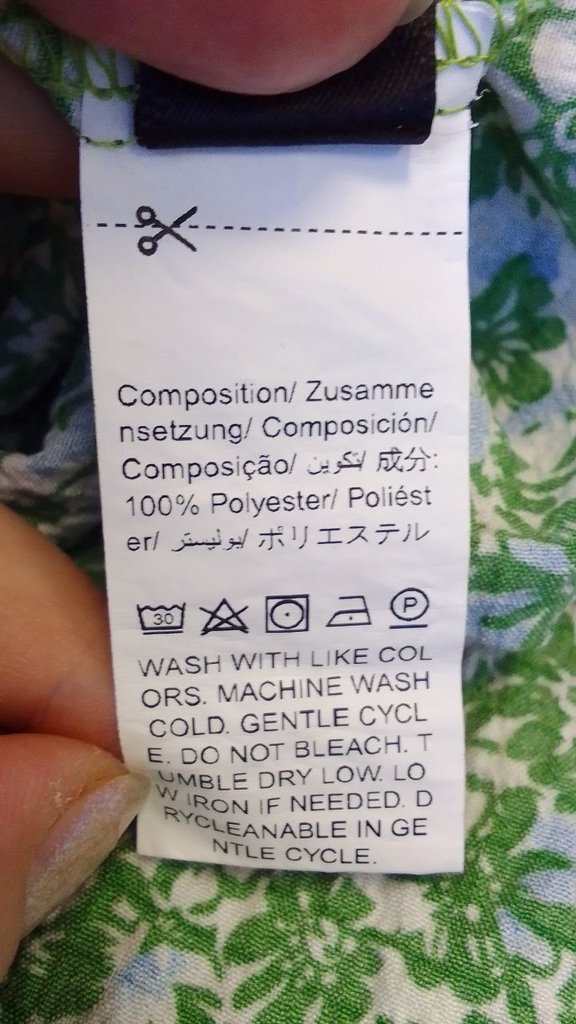 Composition/ Zusamme
nsetzung/ Composición/
Composição/ تكوين/ 成分:
100% Polyester/ Poliést
er/ بوليستر/ ポリエステル
30 P
WASH WITH LIKE COL
ORS. MACHINE WASH
COLD. GENTLE CYCL
E. DO NOT BLEACH. T
UMBLE DRY LOW. LO
W IRON IF NEEDED. D
RYCLEANABLE IN GE
NTLE CYCLE.